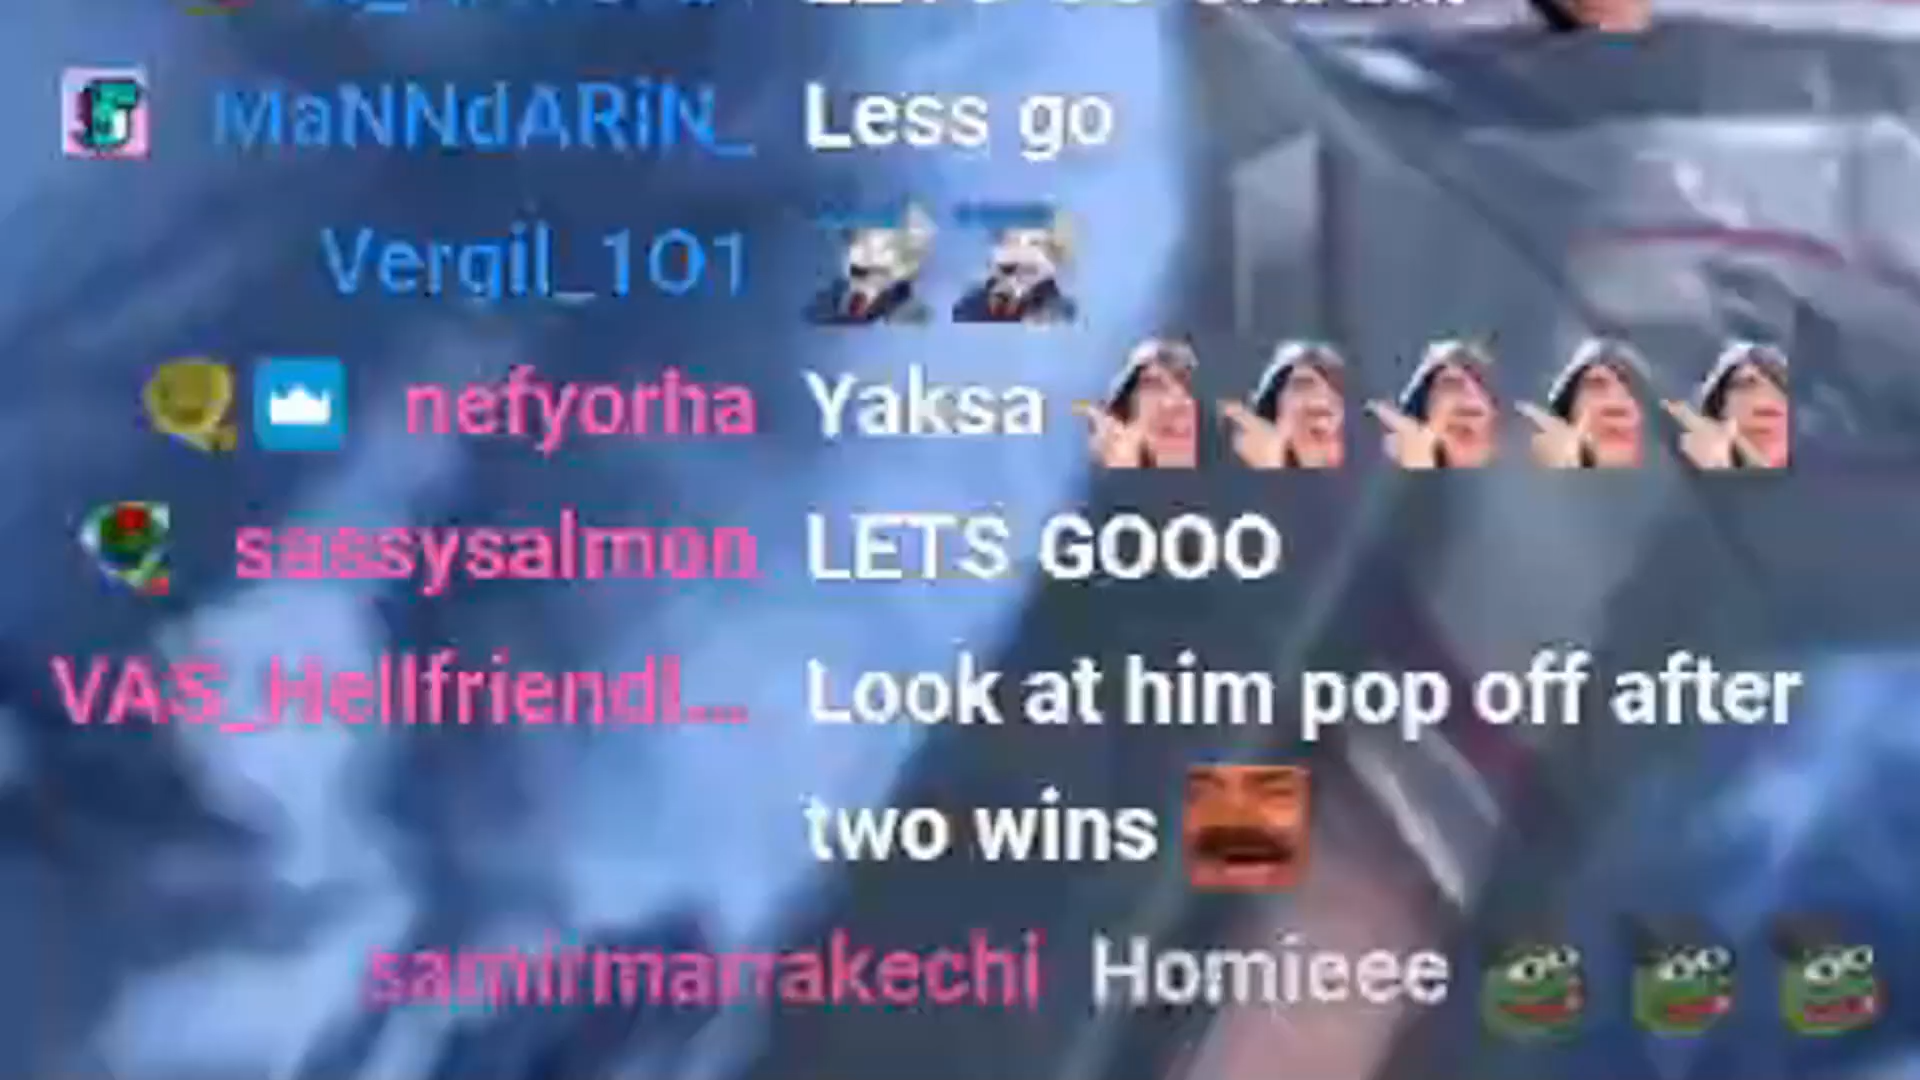 MaNNdARiN_ Less go
Vergil_101
nefyorha Yaksa
sassysalmon LETS GOOO
VAS_Hellfriendl... Look at him pop off after
two wins
samirmarrakechi Homieee